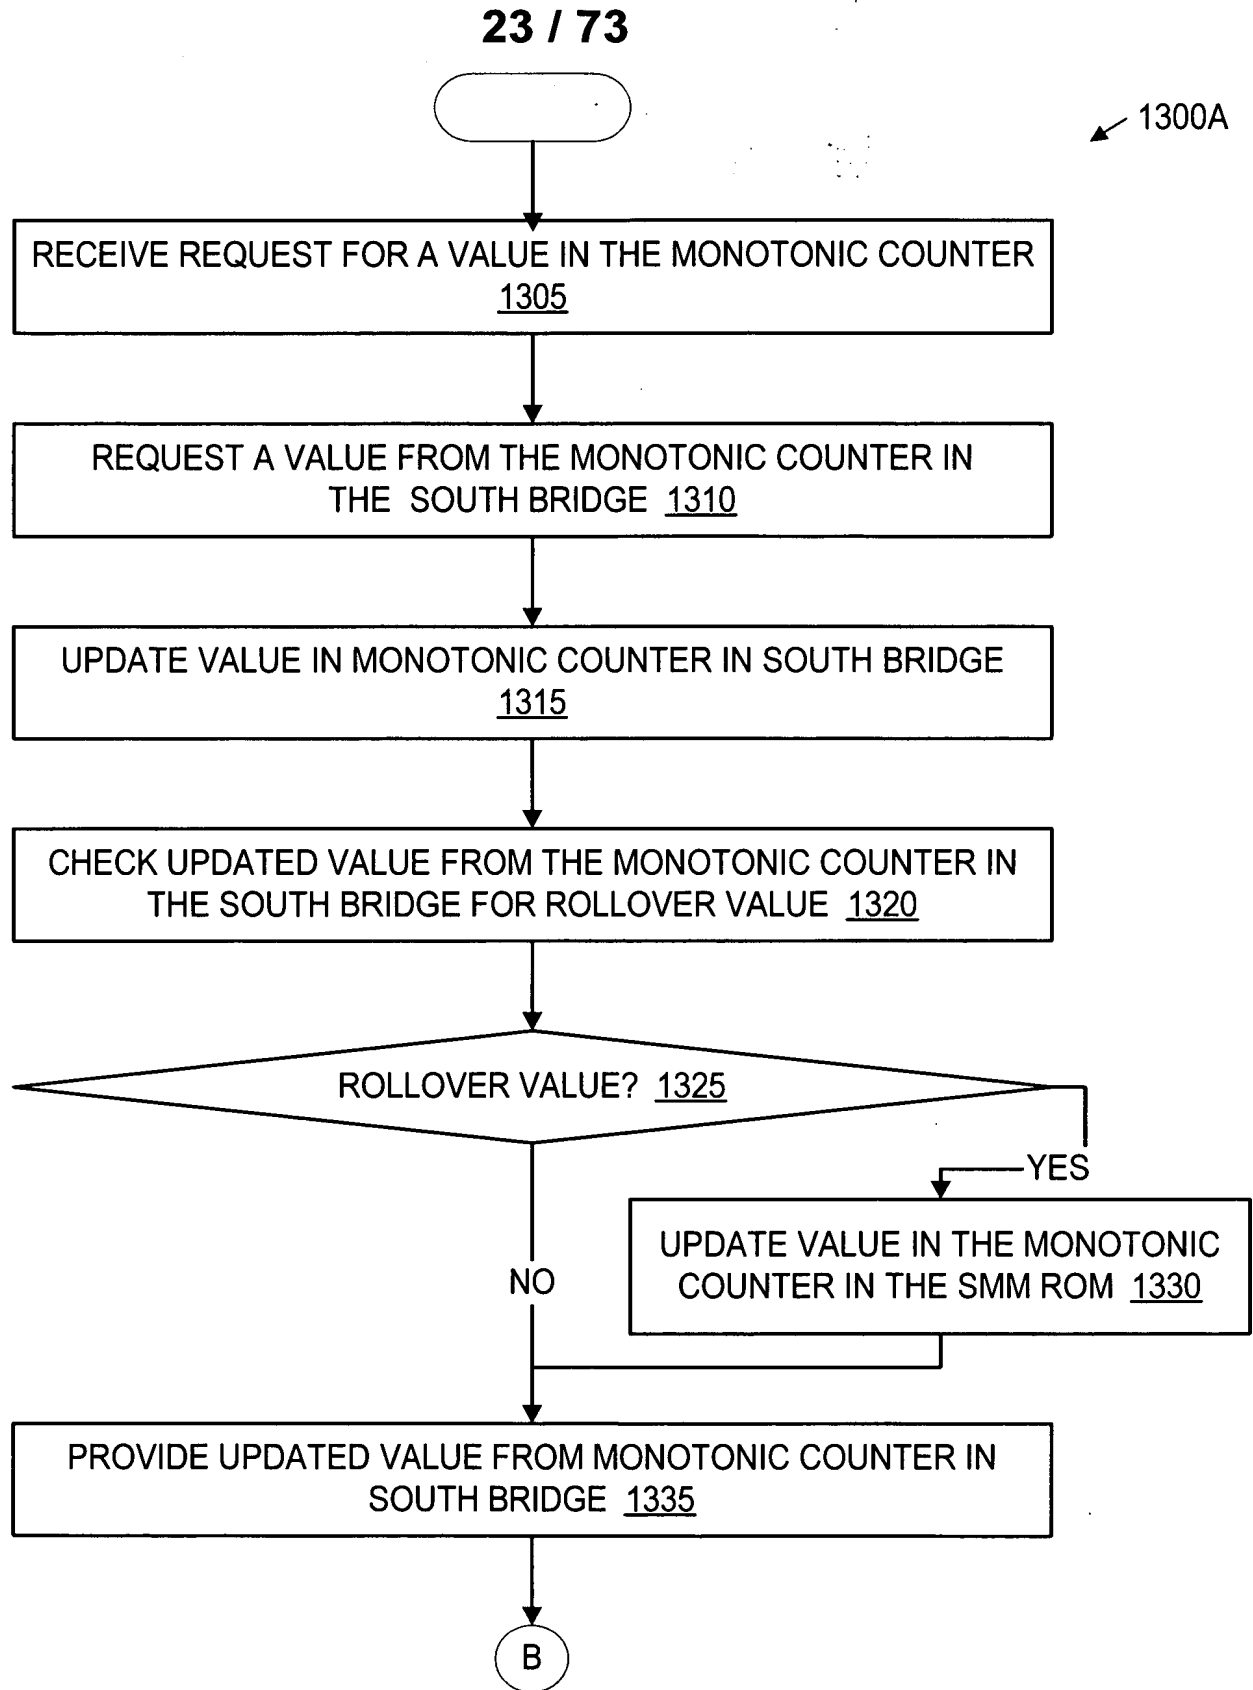 23 / 73
1300A
RECEIVE REQUEST FOR A VALUE IN THE MONOTONIC COUNTER
1305
REQUEST A VALUE FROM THE MONOTONIC COUNTER IN
THE SOUTH BRIDGE 1310
UPDATE VALUE IN MONOTONIC COUNTER IN SOUTH BRIDGE
1315
CHECK UPDATED VALUE FROM THE MONOTONIC COUNTER IN
THE SOUTH BRIDGE FOR ROLLOVER VALUE 1320
ROLLOVER VALUE? 1325
YES
UPDATE VALUE IN THE MONOTONIC
COUNTER IN THE SMM ROM 1330
NO
PROVIDE UPDATED VALUE FROM MONOTONIC COUNTER IN
SOUTH BRIDGE 1335
B